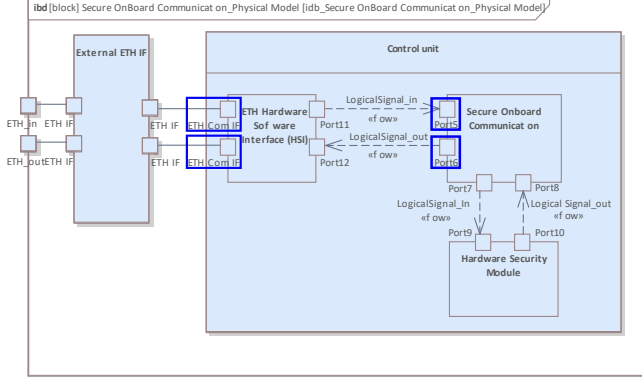 ibd [block] Secure OnBoard Communicat on_Physical Model [idb_Secure OnBoard Communicat on_Physical Model]
External ETH IF
Control unit
ETH_in
ETH IF
ETH_out
ETH IF
ETH IF
ETH Com IF
ETH IF
ETH Com IF
ETH Hardware
Sof ware
Interface (HSI)
Port11
Port12
LogicalSignal_in
«f ow»
LogicalSignal_out
«f ow»
Port5
Port6
Secure Onboard
Communicat on
Port7
Port8
LogicalSignal_In
«f ow»
Logical Signal_out
«f ow»
Port9
Port10
Hardware Security
Module